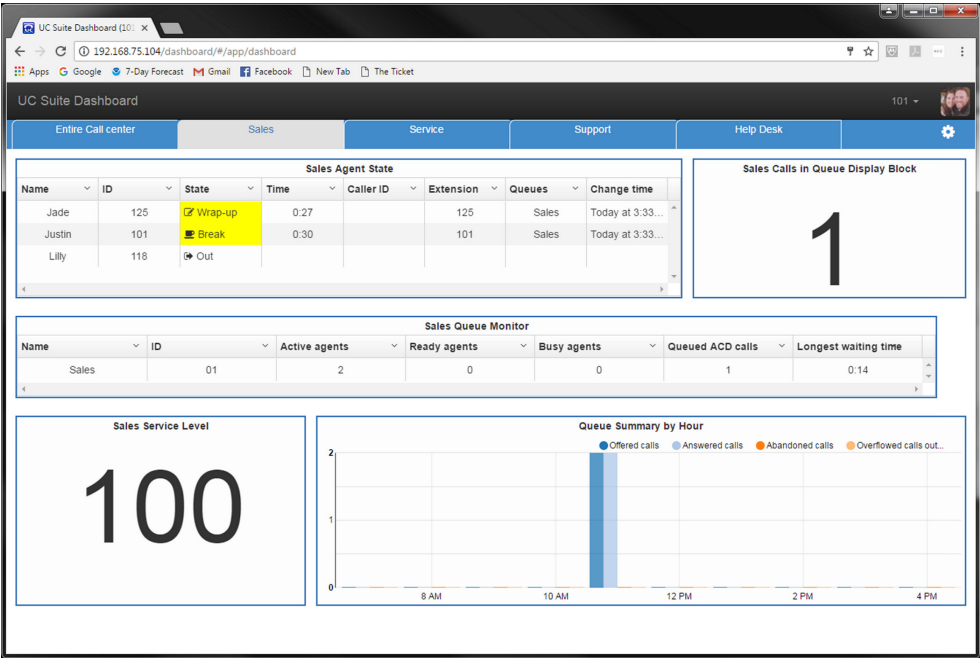 UC Suite Dashboard (101
192.168.75.104/dashboard/#/app/dashboard
Apps Google 7-Day Forecast Gmail Facebook New Tab The Ticket
UC Suite Dashboard 101
Entire Call center Sales Service Support Help Desk
Sales Agent State
Name ID State Time Caller ID Extension Queues Change time
Jade 125 Wrap-up 0:27 125 Sales Today at 3:33...
Justin 101 Break 0:30 101 Sales Today at 3:33...
Lilly 118 Out
Sales Calls in Queue Display Block
1
Sales Queue Monitor
Name ID Active agents Ready agents Busy agents Queued ACD calls Longest waiting time
Sales 01 2 0 0 1 0:14
Sales Service Level
100
Queue Summary by Hour
Offered calls Answered calls Abandoned calls Overflowed calls out...
2
1
0
8 AM 10 AM 12 PM 2 PM 4 PM